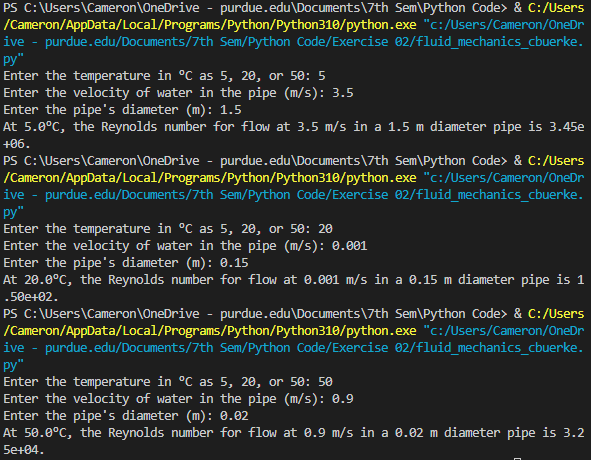 PS C:\Users\Cameron\OneDrive - purdue.edu\Documents\7th Sem\Python Code> & C:/Users
/Cameron/AppData/Local/Programs/Python/Python310/python.exe "c:/Users/Cameron/OneDr
ive - purdue.edu/Documents/7th Sem/Python Code/Exercise 02/fluid_mechanics_cbuerke.
py"
Enter the temperature in °C as 5, 20, or 50: 5
Enter the velocity of water in the pipe (m/s): 3.5
Enter the pipe's diameter (m): 1.5
At 5.0°C, the Reynolds number for flow at 3.5 m/s in a 1.5 m diameter pipe is 3.45e
+06.
PS C:\Users\Cameron\OneDrive - purdue.edu\Documents\7th Sem\Python Code> & C:/Users
/Cameron/AppData/Local/Programs/Python/Python310/python.exe "c:/Users/Cameron/OneDr
ive - purdue.edu/Documents/7th Sem/Python Code/Exercise 02/fluid_mechanics_cbuerke.
py"
Enter the temperature in °C as 5, 20, or 50: 20
Enter the velocity of water in the pipe (m/s): 0.001
Enter the pipe's diameter (m): 0.15
At 20.0°C, the Reynolds number for flow at 0.001 m/s in a 0.15 m diameter pipe is 1
.50e+02.
PS C:\Users\Cameron\OneDrive - purdue.edu\Documents\7th Sem\Python Code> & C:/Users
/Cameron/AppData/Local/Programs/Python/Python310/python.exe "c:/Users/Cameron/OneDr
ive - purdue.edu/Documents/7th Sem/Python Code/Exercise 02/fluid_mechanics_cbuerke.
py"
Enter the temperature in °C as 5, 20, or 50: 50
Enter the velocity of water in the pipe (m/s): 0.9
Enter the pipe's diameter (m): 0.02
At 50.0°C, the Reynolds number for flow at 0.9 m/s in a 0.02 m diameter pipe is 3.2
5e+04.